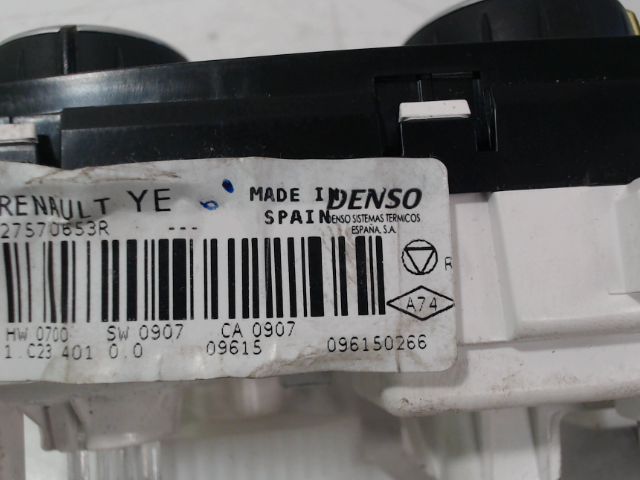 RENAULT YE
MADE IN
SPAIN
DENSO
DENSO SISTEMAS TERMICOS
ESPAÑA, S.A.
27570653R ---
R
A74
HW 0700 SW 0907 CA 0907
1. C23 401 0.0 09615 096150266